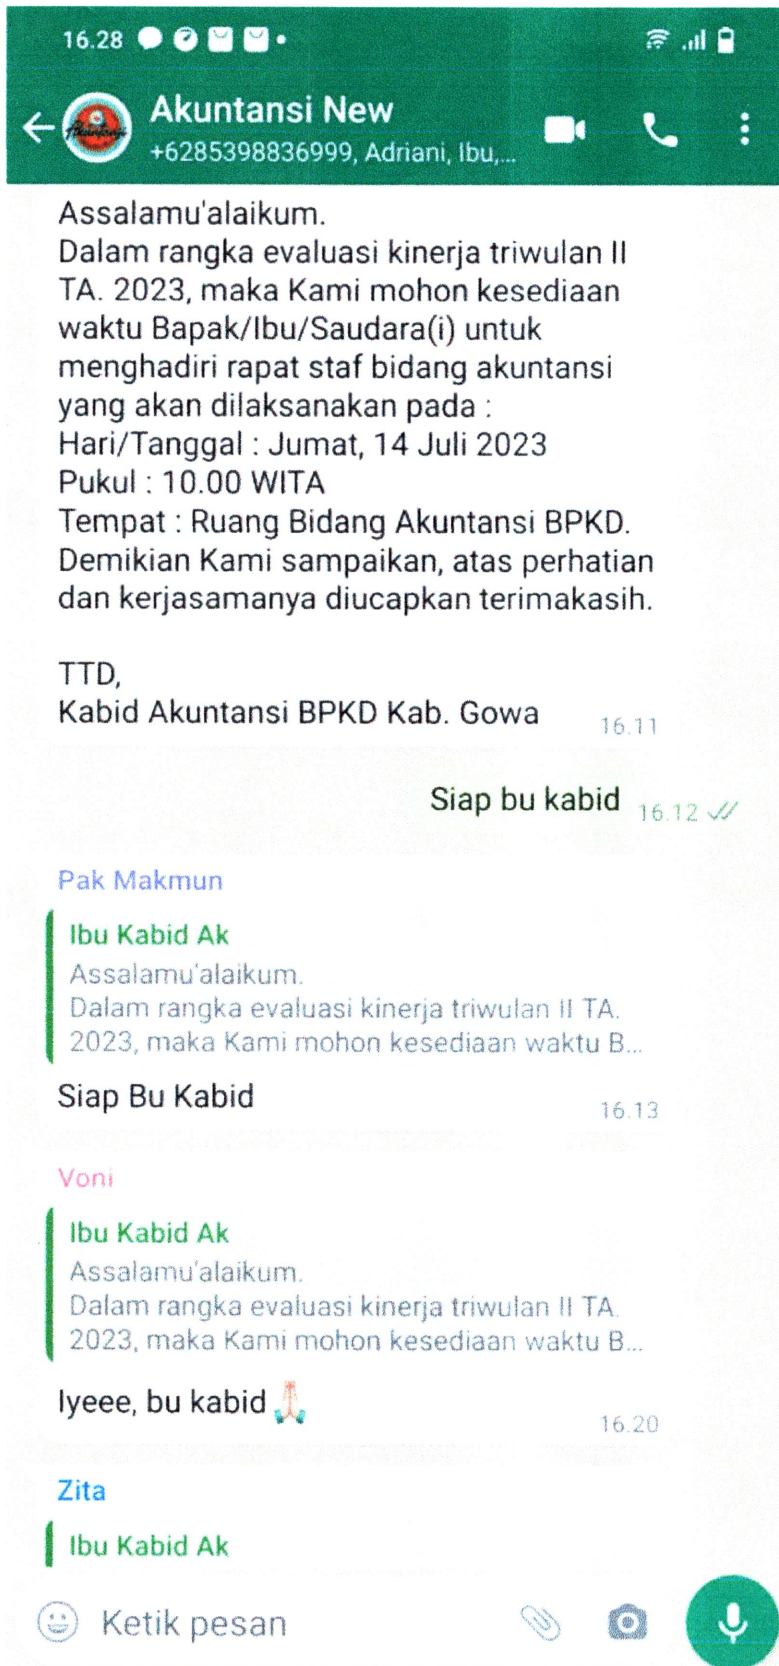 16.28
Akuntansi New
+6285398836999, Adriani, Ibu,...
Akuntansi
Assalamu'alaikum.
Dalam rangka evaluasi kinerja triwulan II
TA. 2023, maka Kami mohon kesediaan
waktu Bapak/Ibu/Saudara(i) untuk
menghadiri rapat staf bidang akuntansi
yang akan dilaksanakan pada :
Hari/Tanggal : Jumat, 14 Juli 2023
Pukul : 10.00 WITA
Tempat : Ruang Bidang Akuntansi BPKD.
Demikian Kami sampaikan, atas perhatian
dan kerjasamanya diucapkan terimakasih.
TTD,
Kabid Akuntansi BPKD Kab. Gowa 16.11
Siap bu kabid 16.12
Pak Makmun
Ibu Kabid Ak
Assalamu'alaikum.
Dalam rangka evaluasi kinerja triwulan II TA.
2023, maka Kami mohon kesediaan waktu B...
Siap Bu Kabid 16.13
Voni
Ibu Kabid Ak
Assalamu'alaikum.
Dalam rangka evaluasi kinerja triwulan II TA.
2023, maka Kami mohon kesediaan waktu B...
Iyeee, bu kabid 🙏🏻 16.20
Zita
Ibu Kabid Ak
Ketik pesan